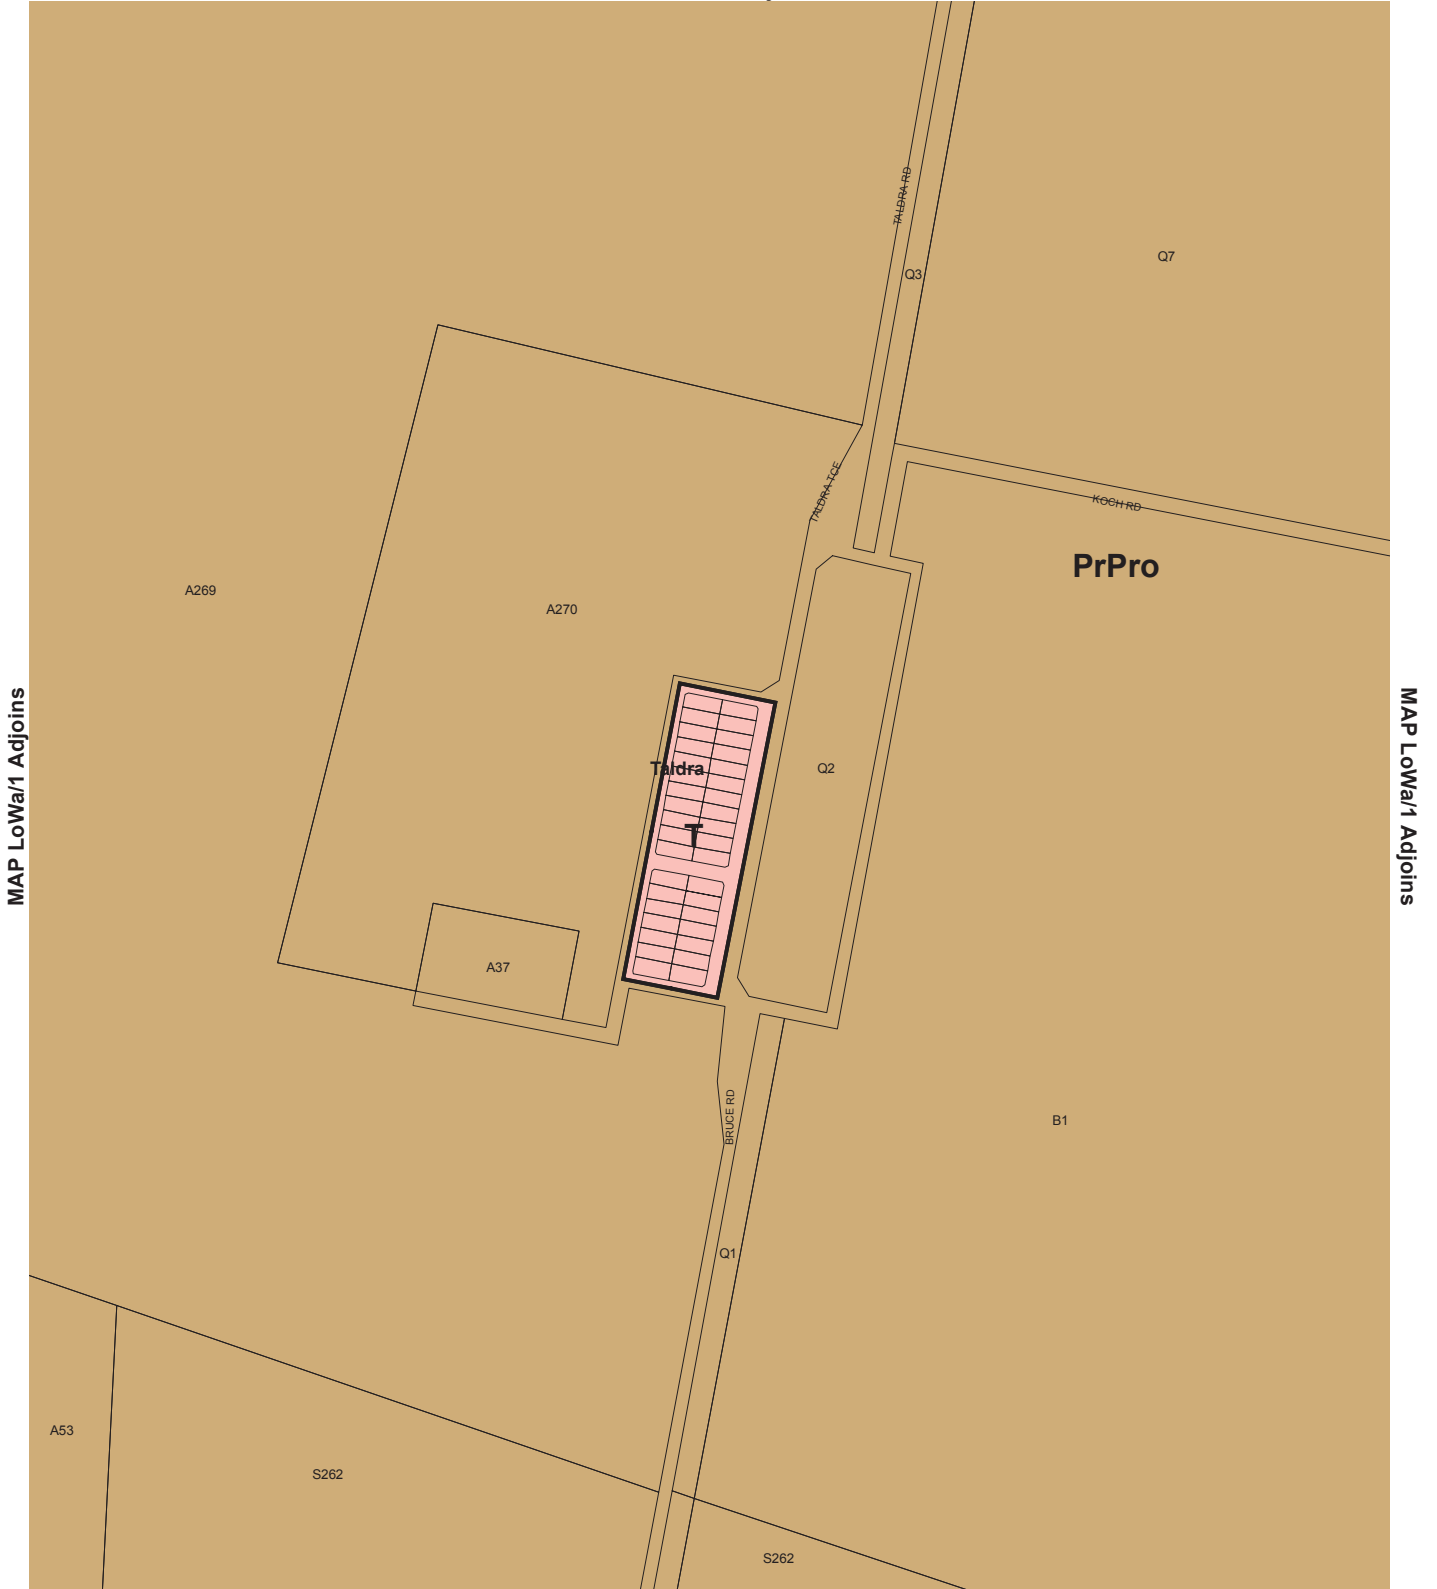 TALDRA RD
Q7
Q3
TALDRA TCE
KOCH RD
PrPro
A269
A270
MAP LoWa/1 Adjoins
MAP LoWa/1 Adjoins
Taldra
Q2
T
A37
BRUCE RD
B1
Q1
A53
S262
S262